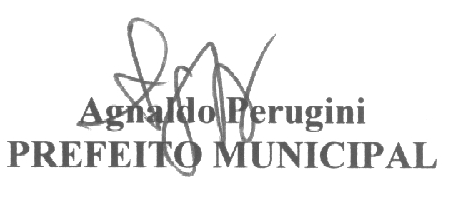 Agnaldo Perugini
PREFEITO MUNICIPAL